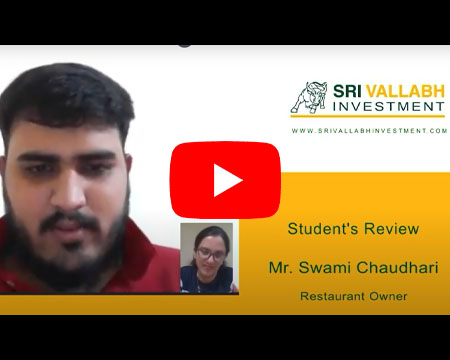 SRI VALLABH
INVESTMENT
WWW.SRIVALLABHINVESTMENT.COM
Student's Review
Mr. Swami Chaudhari
Restaurant Owner